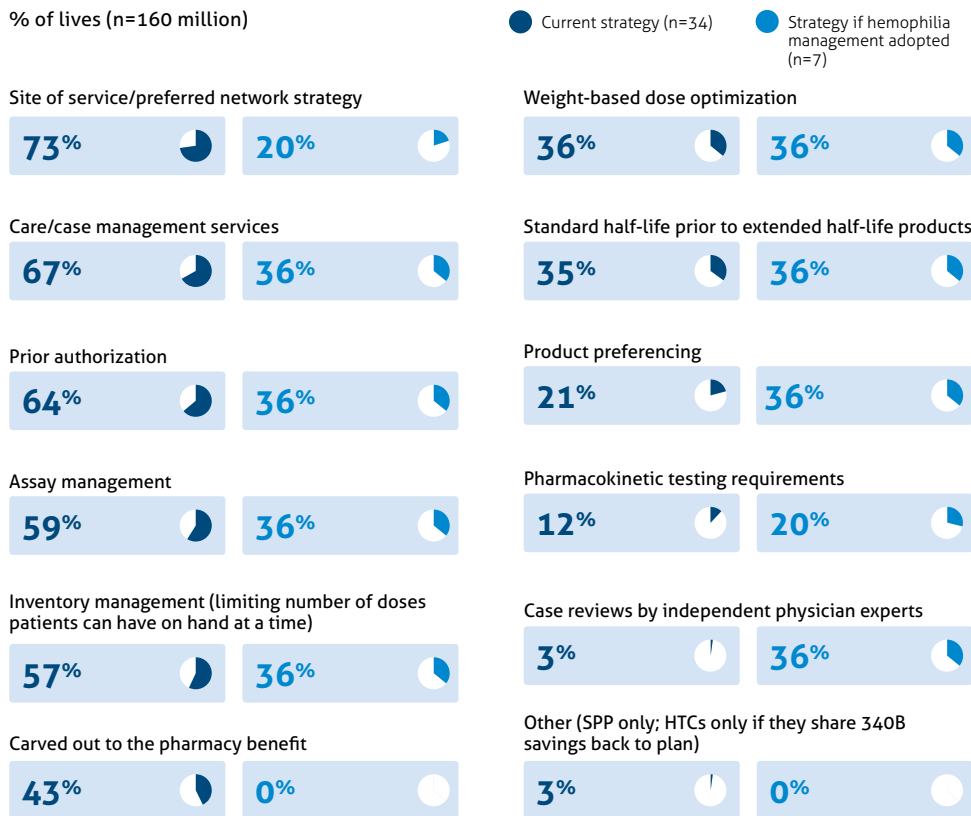 % of lives (n=160 million)
Current strategy (n=34)
Strategy if hemophilia
management adopted
(n=7)
Site of service/preferred network strategy
73%
20%
Care/case management services
67%
36%
Prior authorization
64%
36%
Assay management
59%
36%
Inventory management (limiting number of doses
patients can have on hand at a time)
57%
36%
Carved out to the pharmacy benefit
43%
0%
Weight-based dose optimization
36%
36%
Standard half-life prior to extended half-life products
35%
36%
Product preferencing
21%
36%
Pharmacokinetic testing requirements
12%
20%
Case reviews by independent physician experts
3%
36%
Other (SPP only; HTCs only if they share 340B
savings back to plan)
3%
0%